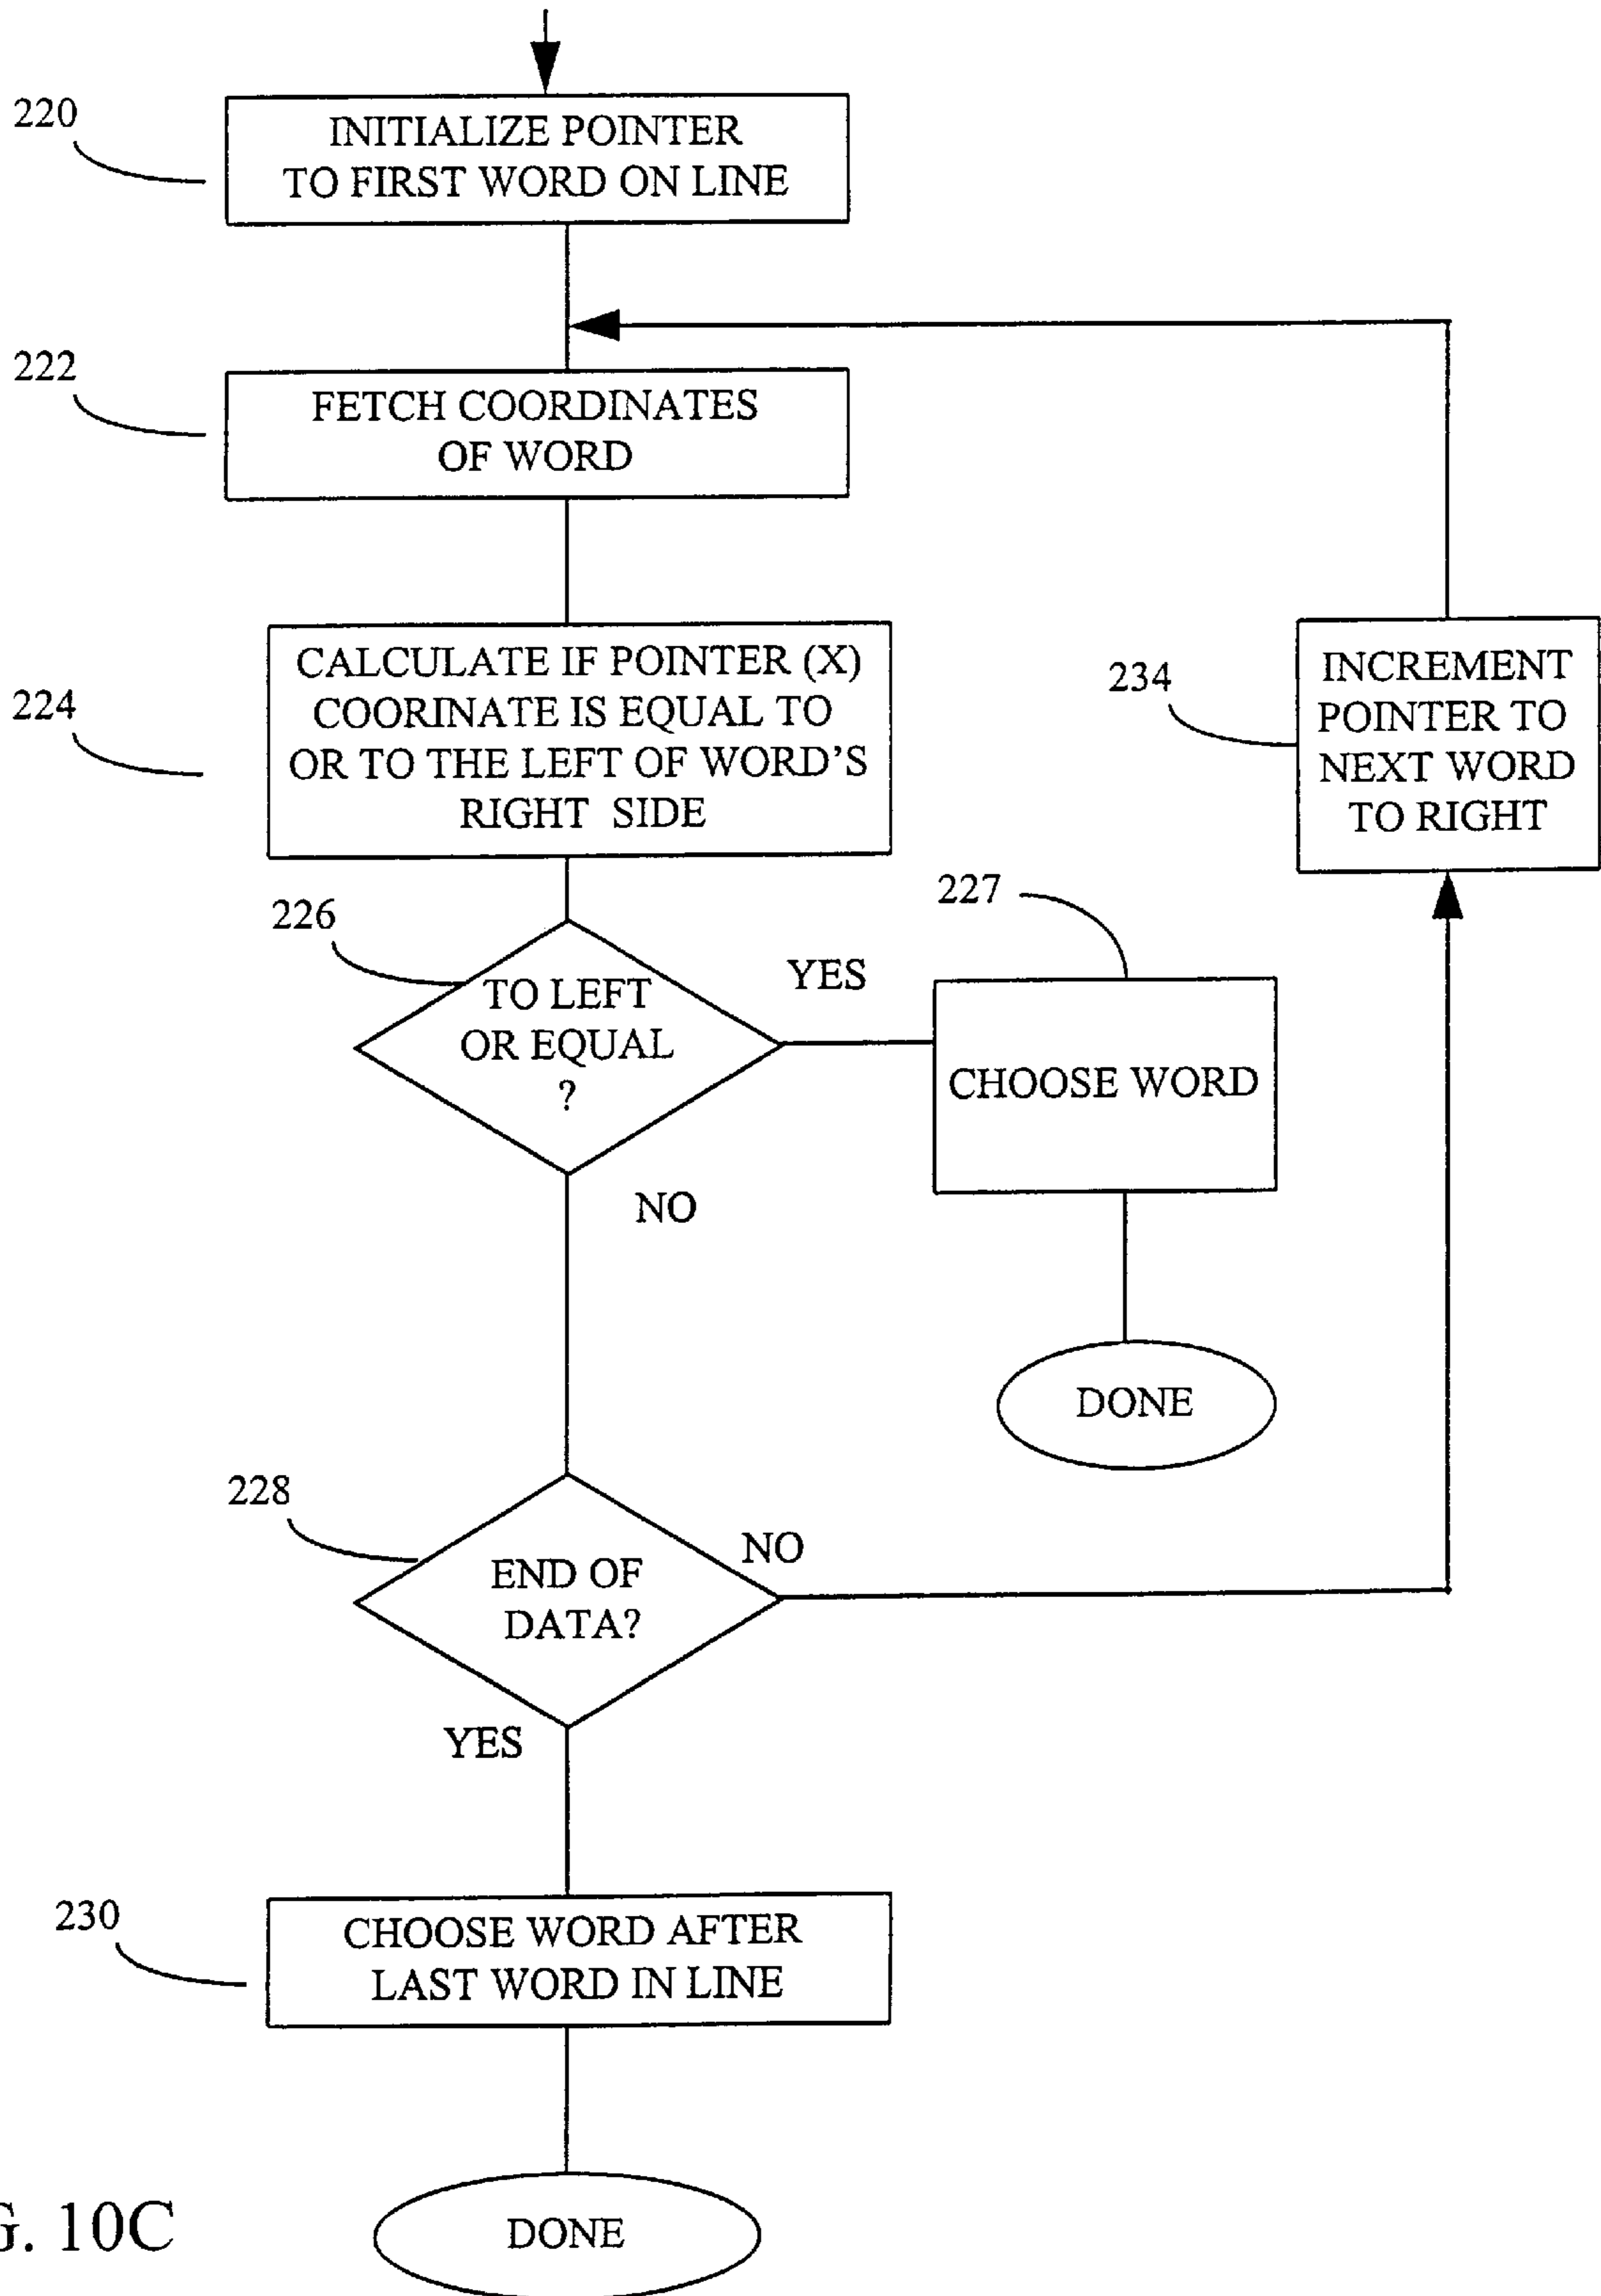 220
INITIALIZE POINTER
TO FIRST WORD ON LINE
222
FETCH COORDINATES
OF WORD
224
CALCULATE IF POINTER (X)
COORINATE IS EQUAL TO
OR TO THE LEFT OF WORD'S
RIGHT SIDE
234
INCREMENT
POINTER TO
NEXT WORD
TO RIGHT
226
TO LEFT
OR EQUAL
?
YES
227
CHOOSE WORD
NO
DONE
228
END OF
DATA?
NO
YES
230
CHOOSE WORD AFTER
LAST WORD IN LINE
DONE
G. 10C